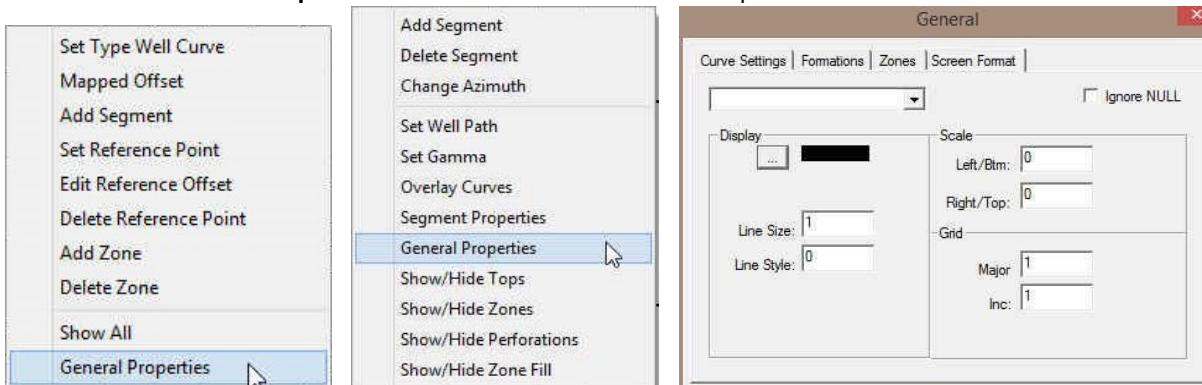 Set Type Well Curve
Mapped Offset
Add Segment
Set Reference Point
Edit Reference Offset
Delete Reference Point
Add Zone
Delete Zone
Show All
General Properties
Add Segment
Delete Segment
Change Azimuth
Set Well Path
Set Gamma
Overlay Curves
Segment Properties
General Properties
Show/Hide Tops
Show/Hide Zones
Show/Hide Perforations
Show/Hide Zone Fill
General
Curve Settings Formations Zones Screen Format
Ignore NULL
Display
...
Line Size: 1
Line Style: 0
Scale
Left/Btm: 0
Right/Top: 0
Grid
Major 1
Inc: 1